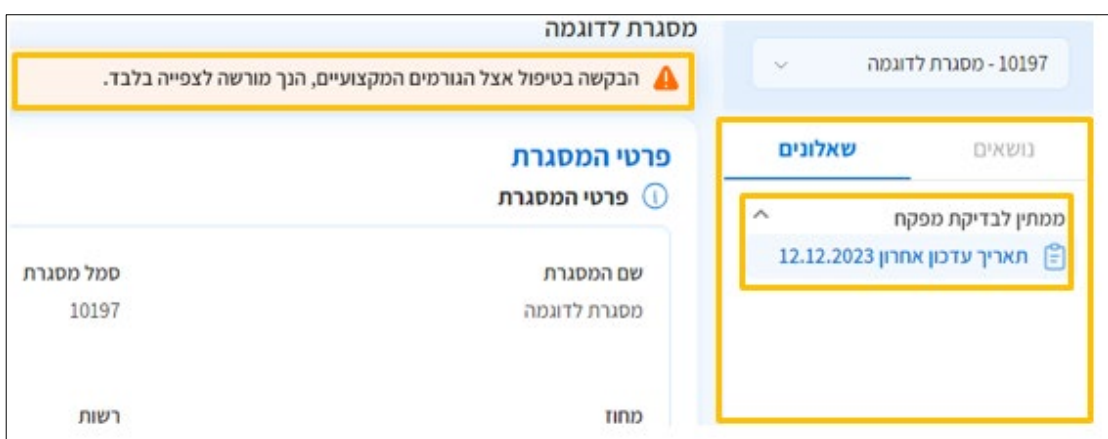 10197 - מסגרת לדוגמה
נושאים
שאלונים
ממתין לבדיקת מפקח
תאריך עדכון אחרון 12.12.2023
מסגרת לדוגמה
הבקשה בטיפול אצל הגורמים המקצועיים, הנך מורשה לצפייה בלבד.
פרטי המסגרת
פרטי המסגרת
שם המסגרת
סמל מסגרת
מסגרת לדוגמה
10197
מחוז
רשות